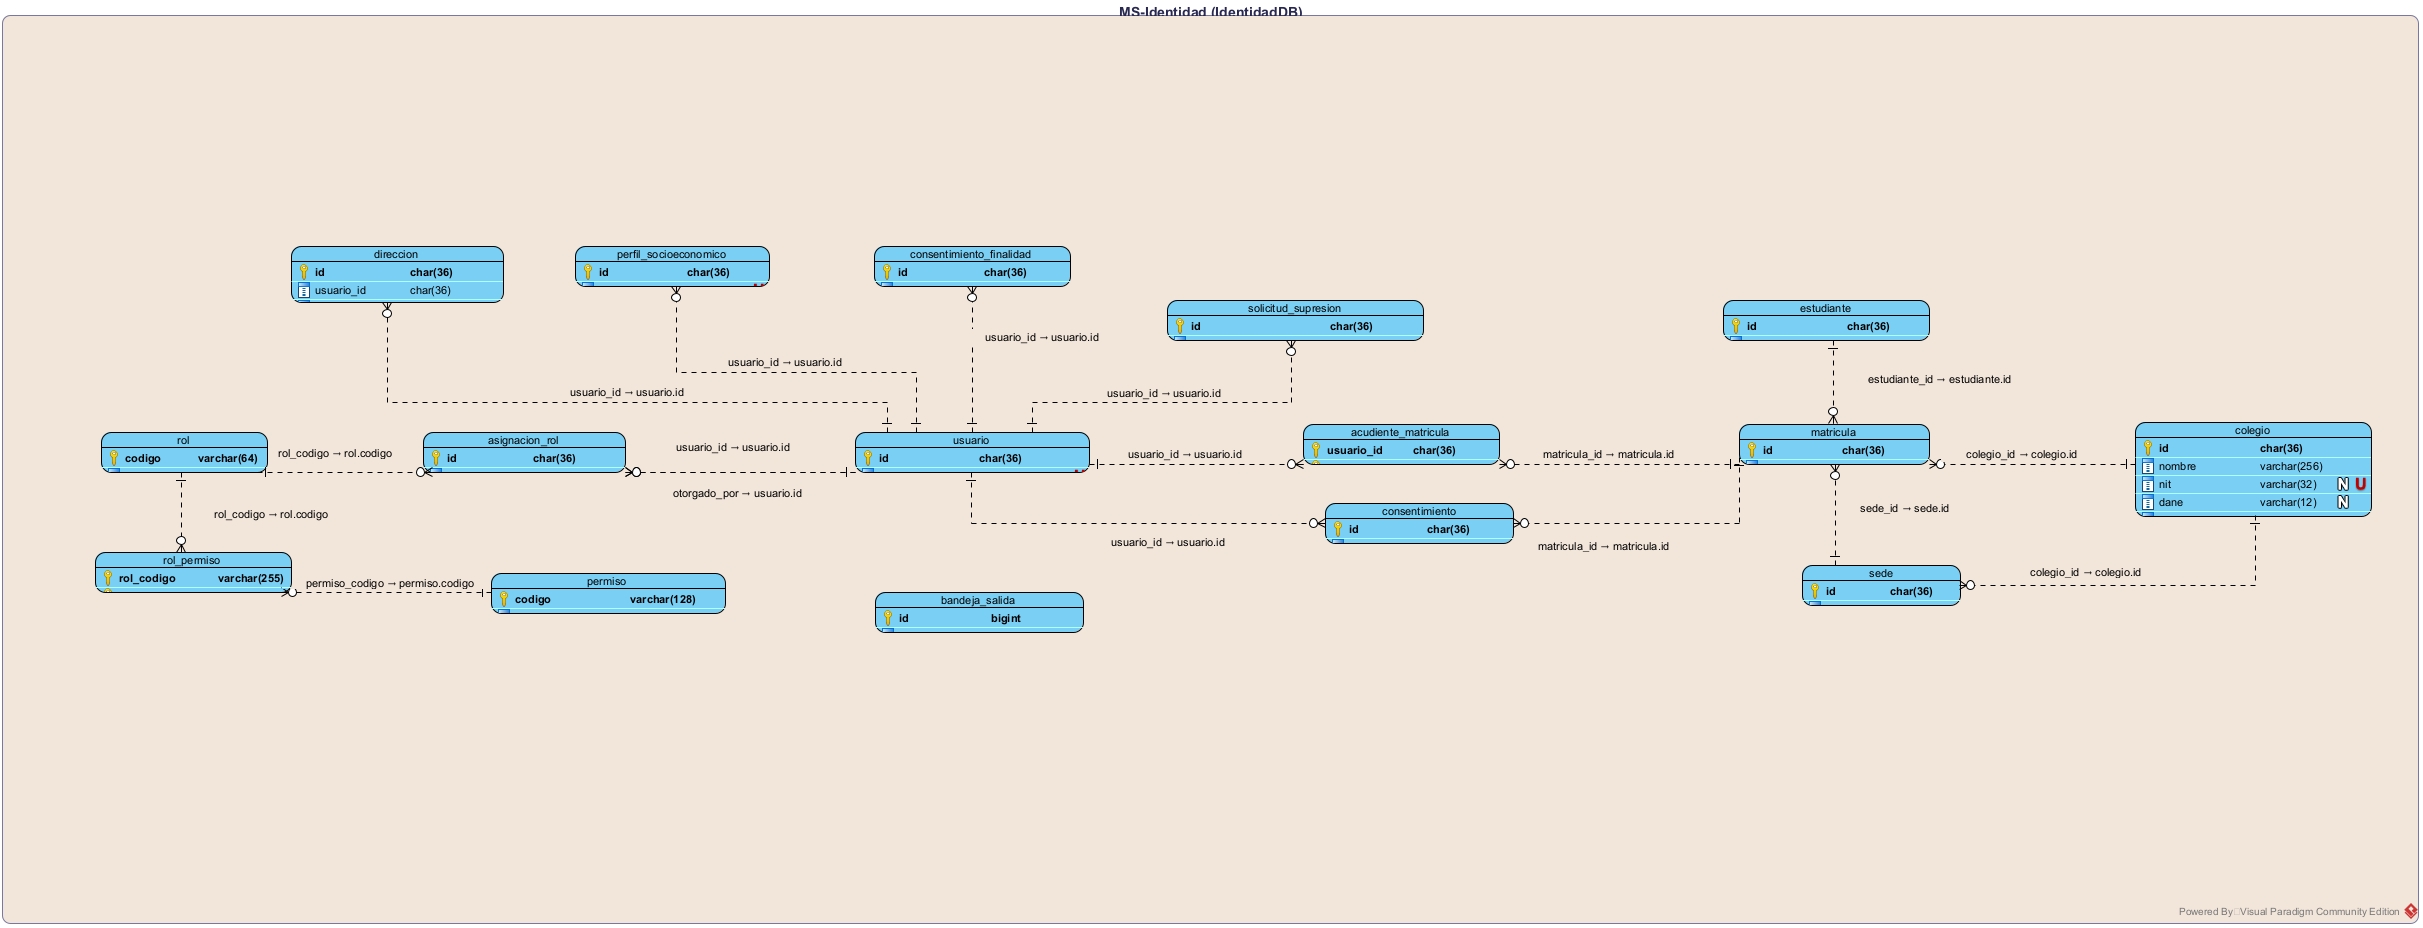 MS-Identidad (IdentidadDB)
direccion
id char(36)
usuario_id char(36)
perfil_socioeconomico
id char(36)
consentimiento_finalidad
id char(36)
solicitud_supresion
id char(36)
estudiante
id char(36)
usuario_id → usuario.id
usuario_id → usuario.id
usuario_id → usuario.id
usuario_id → usuario.id
estudiante_id → estudiante.id
rol
codigo varchar(64)
rol_codigo → rol.codigo
asignacion_rol
id char(36)
usuario_id → usuario.id
otorgado_por → usuario.id
usuario
id char(36)
usuario_id → usuario.id
acudiente_matricula
usuario_id char(36)
matricula_id → matricula.id
matricula
id char(36)
colegio_id → colegio.id
colegio
id char(36)
nombre varchar(256)
nit varchar(32) N U
dane varchar(12) N
rol_codigo → rol.codigo
usuario_id → usuario.id
consentimiento
id char(36)
matricula_id → matricula.id
sede_id → sede.id
rol_permiso
rol_codigo varchar(255)
permiso_codigo → permiso.codigo
permiso
codigo varchar(128)
bandeja_salida
id bigint
sede
id char(36)
colegio_id → colegio.id
Powered By Visual Paradigm Community Edition